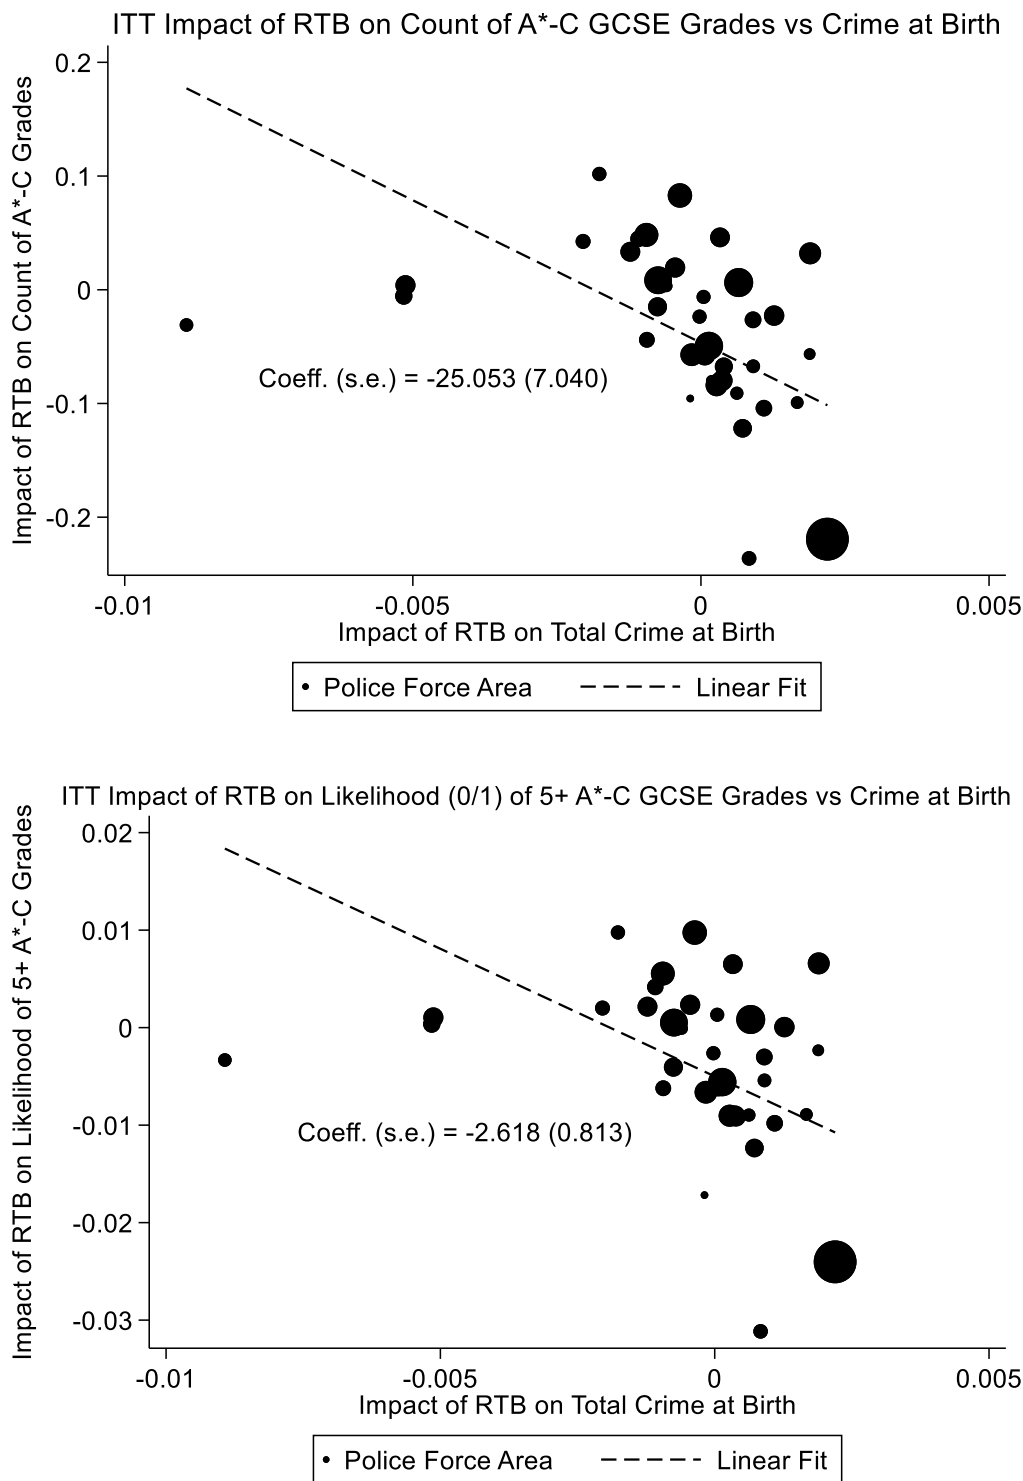 ITT Impact of RTB on Count of A*-C GCSE Grades vs Crime at Birth
Impact of RTB on Count of A*-C Grades
0.2
0.1
0
-0.1
-0.2
Coeff. (s.e.) = -25.053 (7.040)
-0.01
-0.005
0
0.005
Impact of RTB on Total Crime at Birth
Police Force Area
Linear Fit
ITT Impact of RTB on Likelihood (0/1) of 5+ A*-C GCSE Grades vs Crime at Birth
Impact of RTB on Likelihood of 5+ A*-C Grades
0.02
0.01
0
-0.01
-0.02
-0.03
Coeff. (s.e.) = -2.618 (0.813)
-0.01
-0.005
0
0.005
Impact of RTB on Total Crime at Birth
Police Force Area
Linear Fit